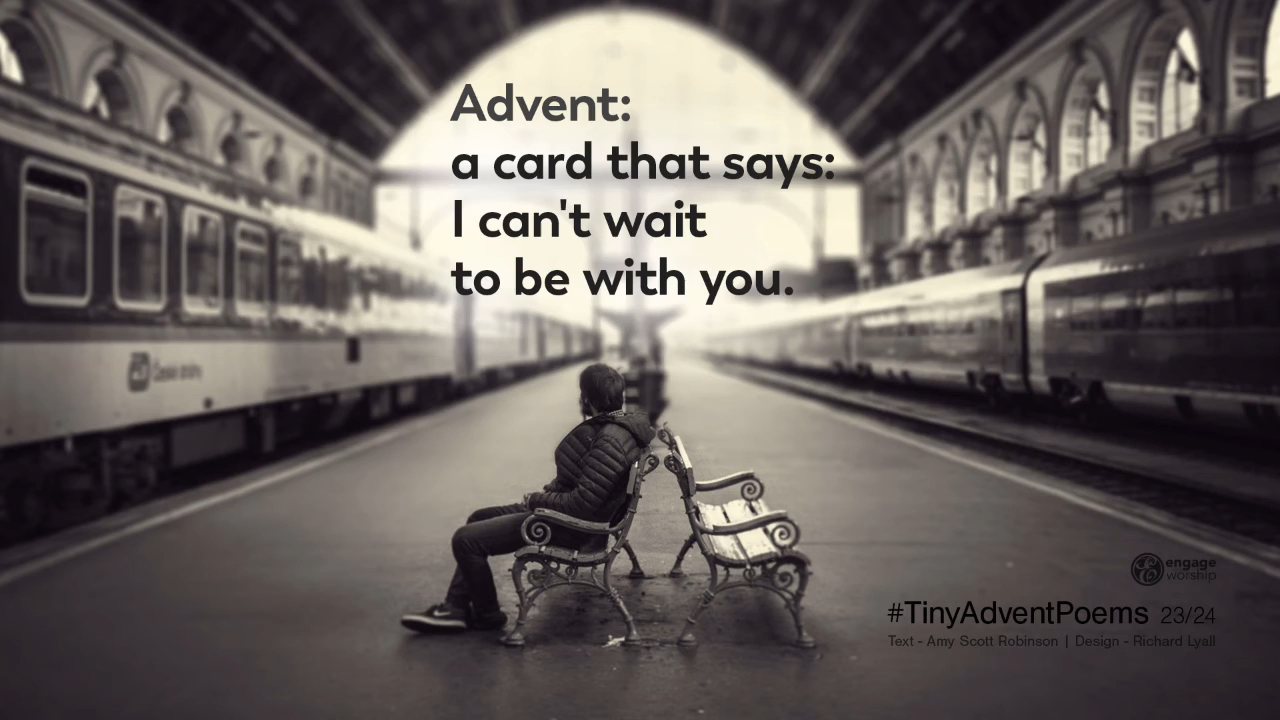 Advent:
a card that says:
I can't wait
to be with you.
engage
worship
#TinyAdventPoems 23/24
Text - Amy Scott Robinson | Design - Richard Lyall